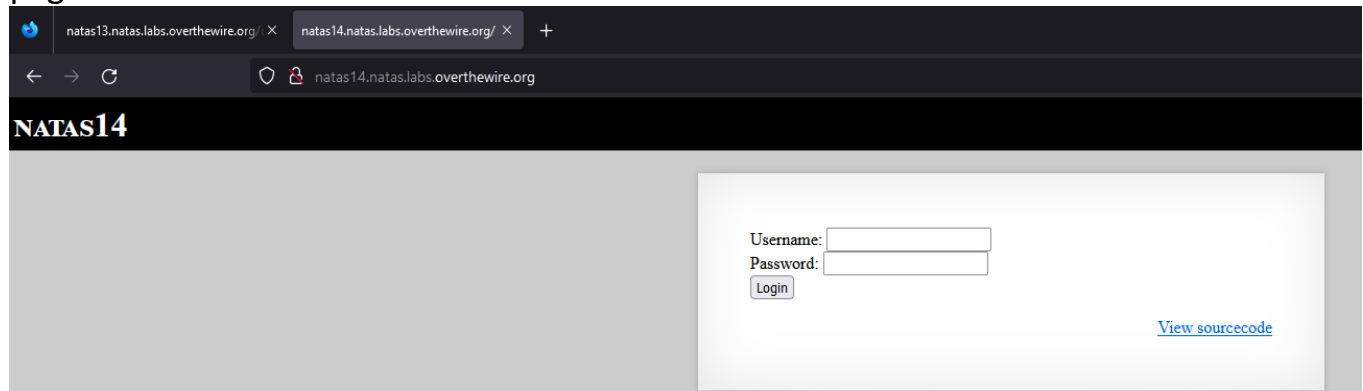 natas13.natas.labs.overthewire.org/ natas14.natas.labs.overthewire.org/
natas14.natas.labs.overthewire.org
NATAS14
Username:
Password:
Login
View sourcecode